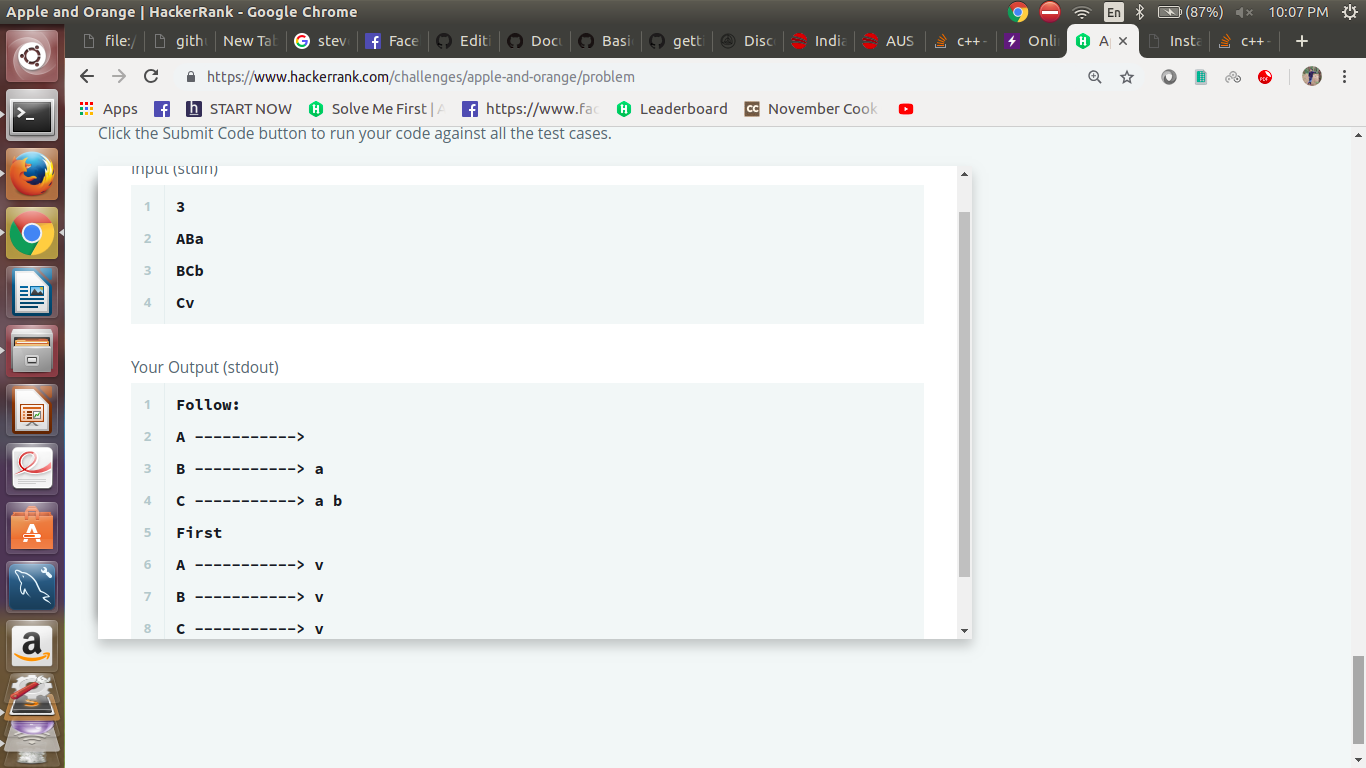 Apple and Orange | HackerRank - Google Chrome
En
(87%)
10:07 PM
file:/
githu
New Tab
stev
Face
Editi
Docu
Basi
gett
Disc
India
AUS
c++
Onli
A
Insta
c++
https://www.hackerrank.com/challenges/apple-and-orange/problem
Apps
START NOW
Solve Me First | A
https://www.fac
Leaderboard
November Cook
Click the Submit Code button to run your code against all the test cases.
Input (stdin)
1 3
2 ABa
3 BCb
4 Cv
Your Output (stdout)
1 Follow:
2 A ----------->
3 B -----------> a
4 C -----------> a b
5 First
6 A -----------> v
7 B -----------> v
8 C -----------> v